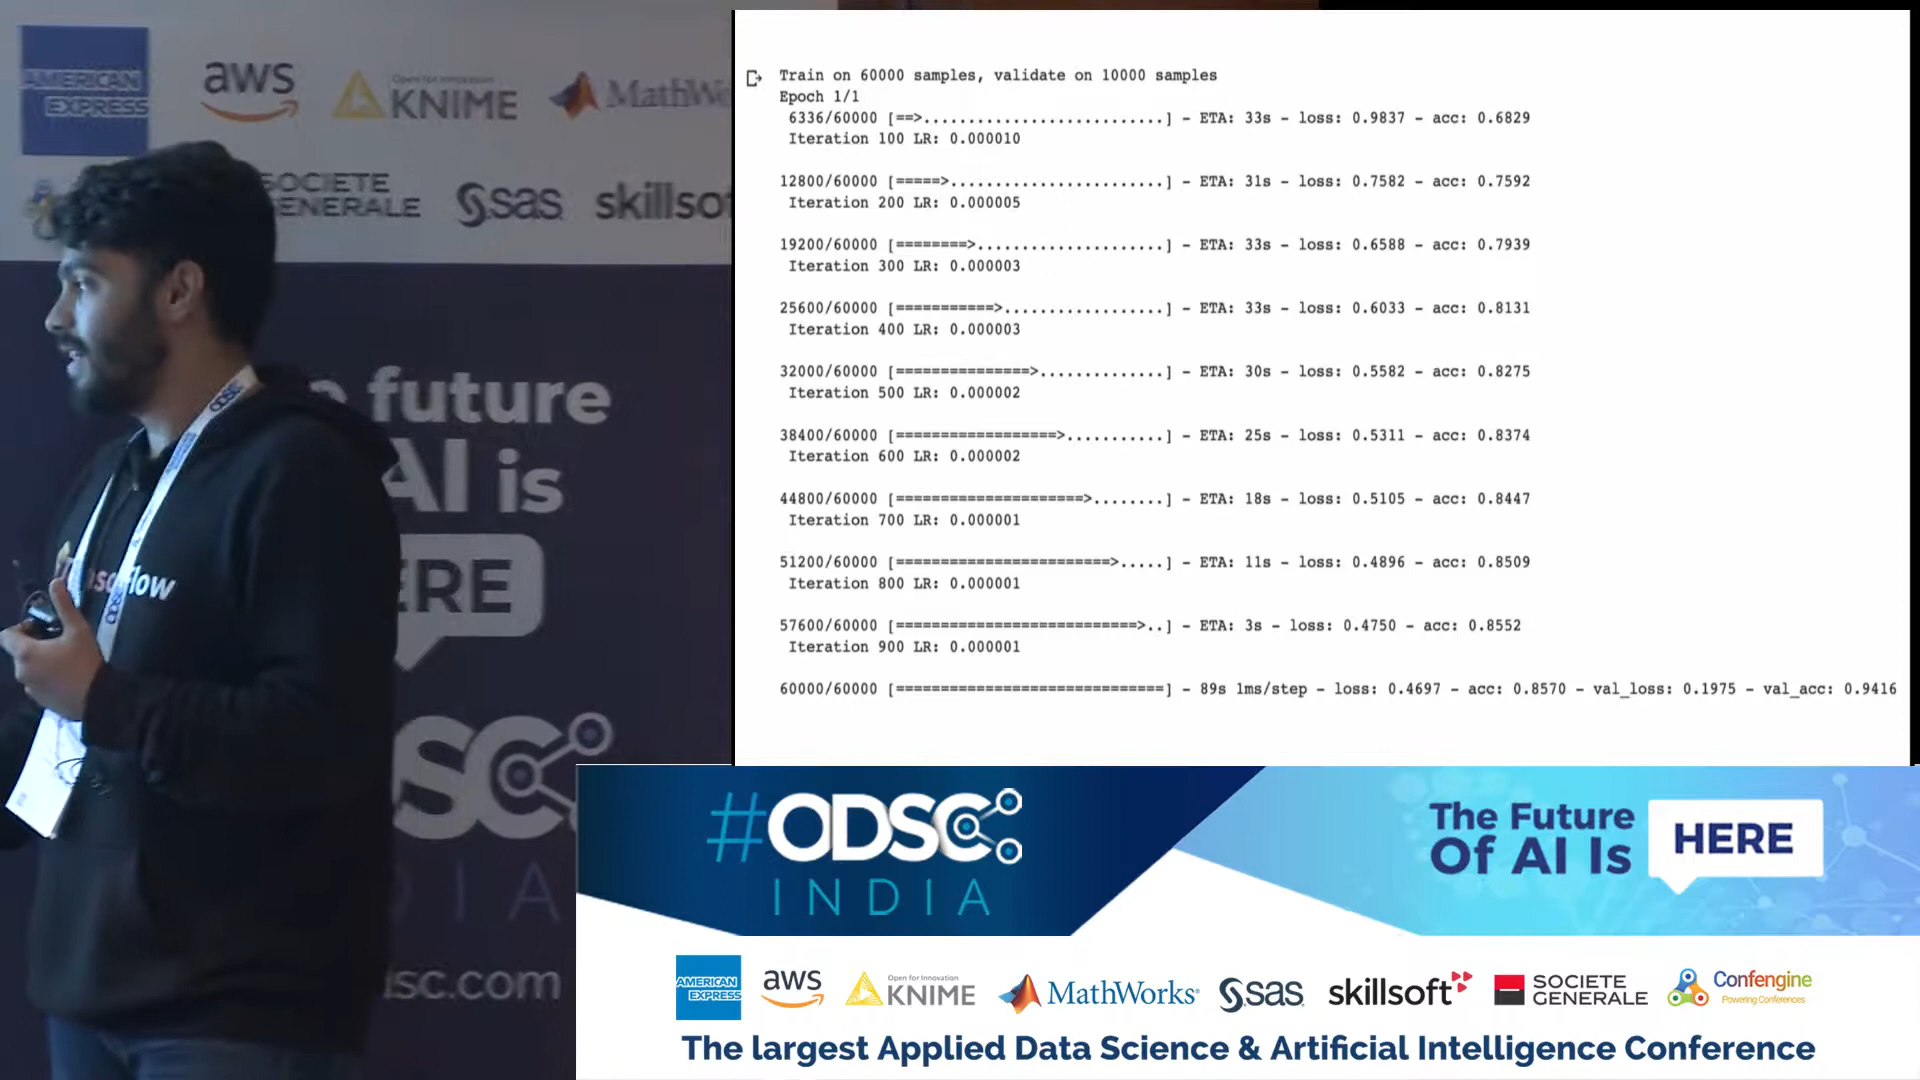 AMERICAN
EXPRESS
aws
Open for Innovation
KNIME
SOCIETE
GENERALE
sas
future
AI is
odsc
Train on 60000 samples, validate on 10000 samples
Epoch 1/1
6336/60000 [==>...........................] - ETA: 33s - loss: 0.9837 - acc: 0.6829
Iteration 100 LR: 0.000010
12800/60000 [=====>........................] - ETA: 31s - loss: 0.7582 - acc: 0.7592
Iteration 200 LR: 0.000005
19200/60000 [========>.....................] - ETA: 33s - loss: 0.6588 - acc: 0.7939
Iteration 300 LR: 0.000003
25600/60000 [===========>..................] - ETA: 33s - loss: 0.6033 - acc: 0.8131
Iteration 400 LR: 0.000003
32000/60000 [===============>..............] - ETA: 30s - loss: 0.5582 - acc: 0.8275
Iteration 500 LR: 0.000002
38400/60000 [==================>...........] - ETA: 25s - loss: 0.5311 - acc: 0.8374
Iteration 600 LR: 0.000002
44800/60000 [=====================>........] - ETA: 18s - loss: 0.5105 - acc: 0.8447
Iteration 700 LR: 0.000001
51200/60000 [========================>.....] - ETA: 11s - loss: 0.4896 - acc: 0.8509
Iteration 800 LR: 0.000001
57600/60000 [===========================>..] - ETA: 3s - loss: 0.4750 - acc: 0.8552
Iteration 900 LR: 0.000001
60000/60000 [==============================] - 89s 1ms/step - loss: 0.4697 - acc: 0.8570 - val_loss: 0.1975 - val_acc: 0.9416
#ODSC
INDIA
The Future
Of AI Is
HERE
AMERICAN
EXPRESS
aws
Open for Innovation
KNIME
MathWorks
sas
skillsoft
SOCIETE
GENERALE
Confengine
Powering Conferences
The largest Applied Data Science & Artificial Intelligence Conference